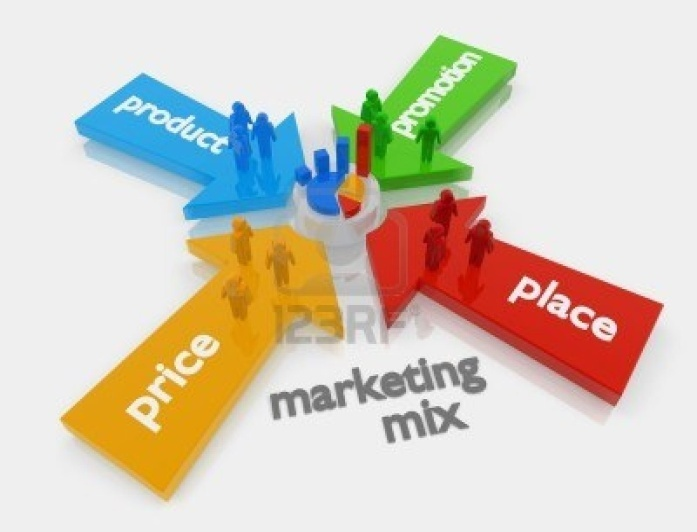 product
promotion
place
price
marketing
mix
123RF